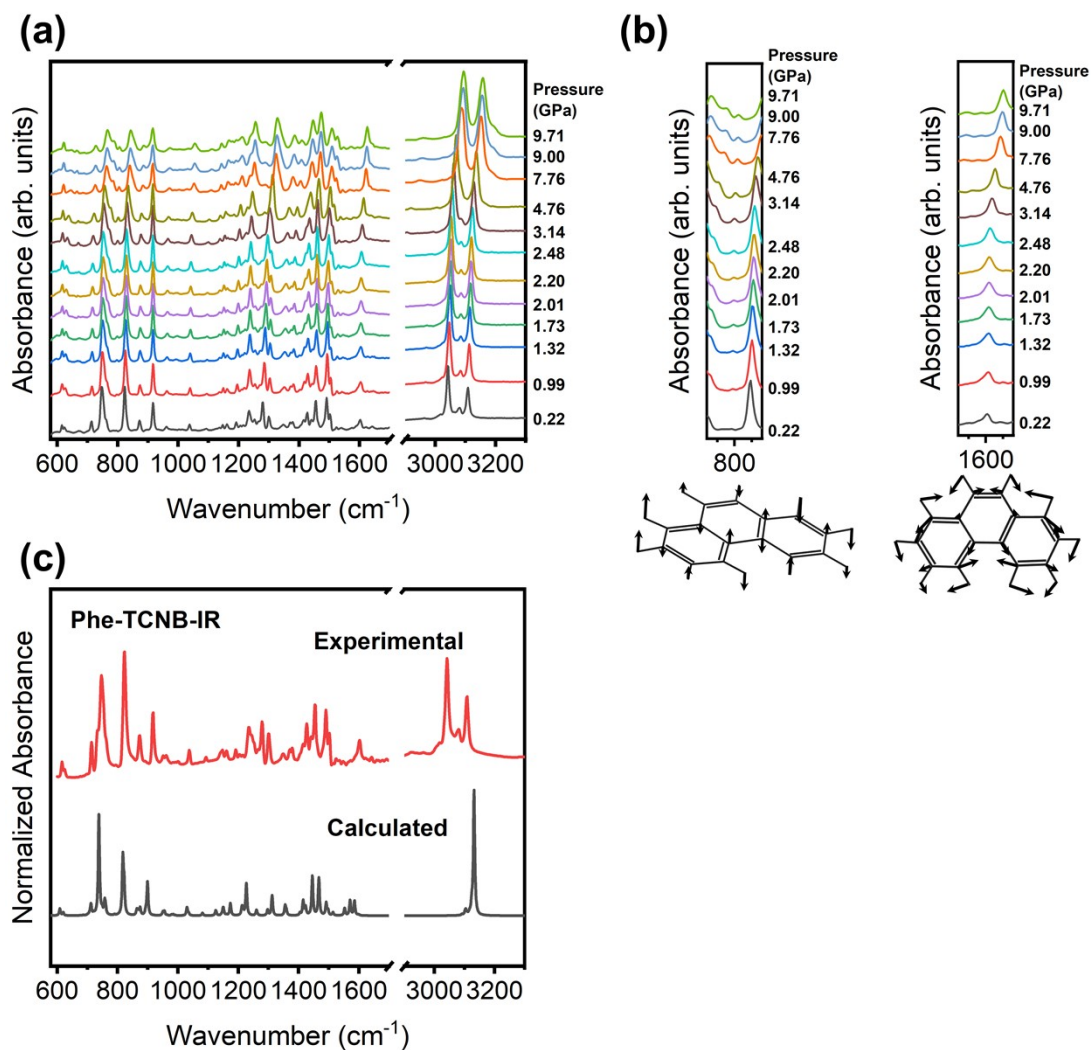 (a)
Absorbance (arb. units)
Pressure
(GPa)
9.71
9.00
7.76
4.76
3.14
2.48
2.20
2.01
1.73
1.32
0.99
0.22
600 800 1000 1200 1400 1600 3000 3200
Wavenumber (cm⁻¹)
(b)
Absorbance (arb. units)
Pressure
(GPa)
9.71
9.00
7.76
4.76
3.14
2.48
2.20
2.01
1.73
1.32
0.99
0.22
800
Absorbance (arb. units)
Pressure
(GPa)
9.71
9.00
7.76
4.76
3.14
2.48
2.20
2.01
1.73
1.32
0.99
0.22
1600
(c)
Normalized Absorbance
Phe-TCNB-IR
Experimental
Calculated
600 800 1000 1200 1400 1600 3000 3200
Wavenumber (cm⁻¹)